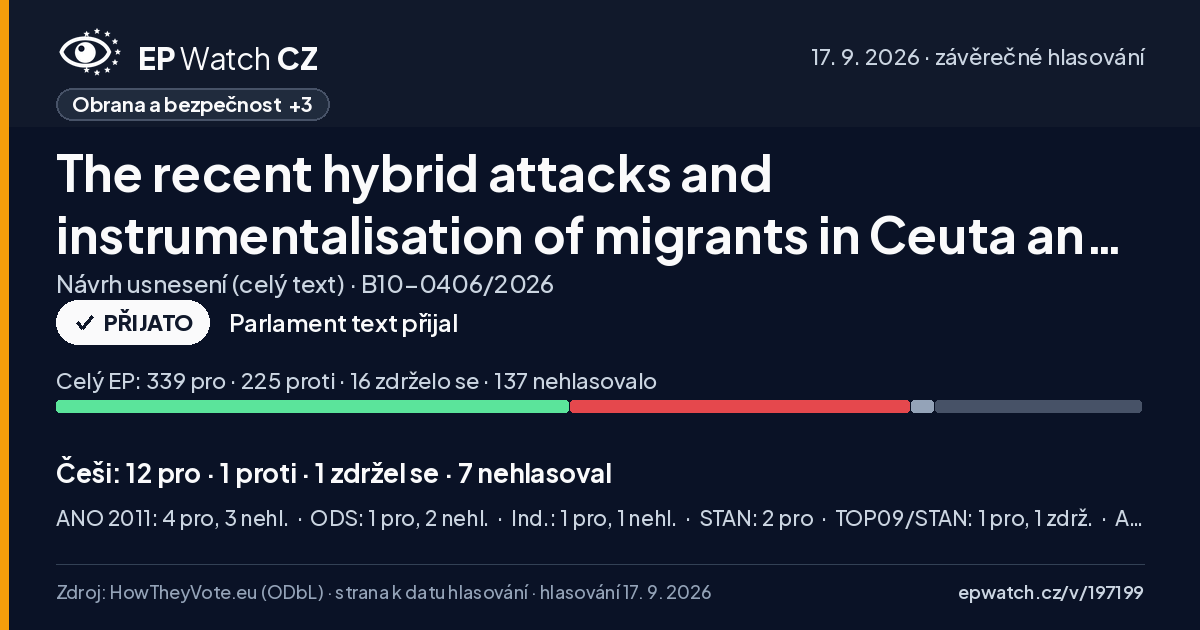 EP Watch CZ
17. 9. 2026 · závěrečné hlasování
Obrana a bezpečnost +3
The recent hybrid attacks and
instrumentalisation of migrants in Ceuta an…
Návrh usnesení (celý text) · B10-0406/2026
✓ PŘIJATO Parlament text přijal
Celý EP: 339 pro · 225 proti · 16 zdrželo se · 137 nehlasovalo
Češi: 12 pro · 1 proti · 1 zdržel se · 7 nehlasoval
ANO 2011: 4 pro, 3 nehl. · ODS: 1 pro, 2 nehl. · Ind.: 1 pro, 1 nehl. · STAN: 2 pro · TOP09/STAN: 1 pro, 1 zdrž. · A…
Zdroj: HowTheyVote.eu (ODbL) · strana k datu hlasování · hlasování 17. 9. 2026
epwatch.cz/v/197199